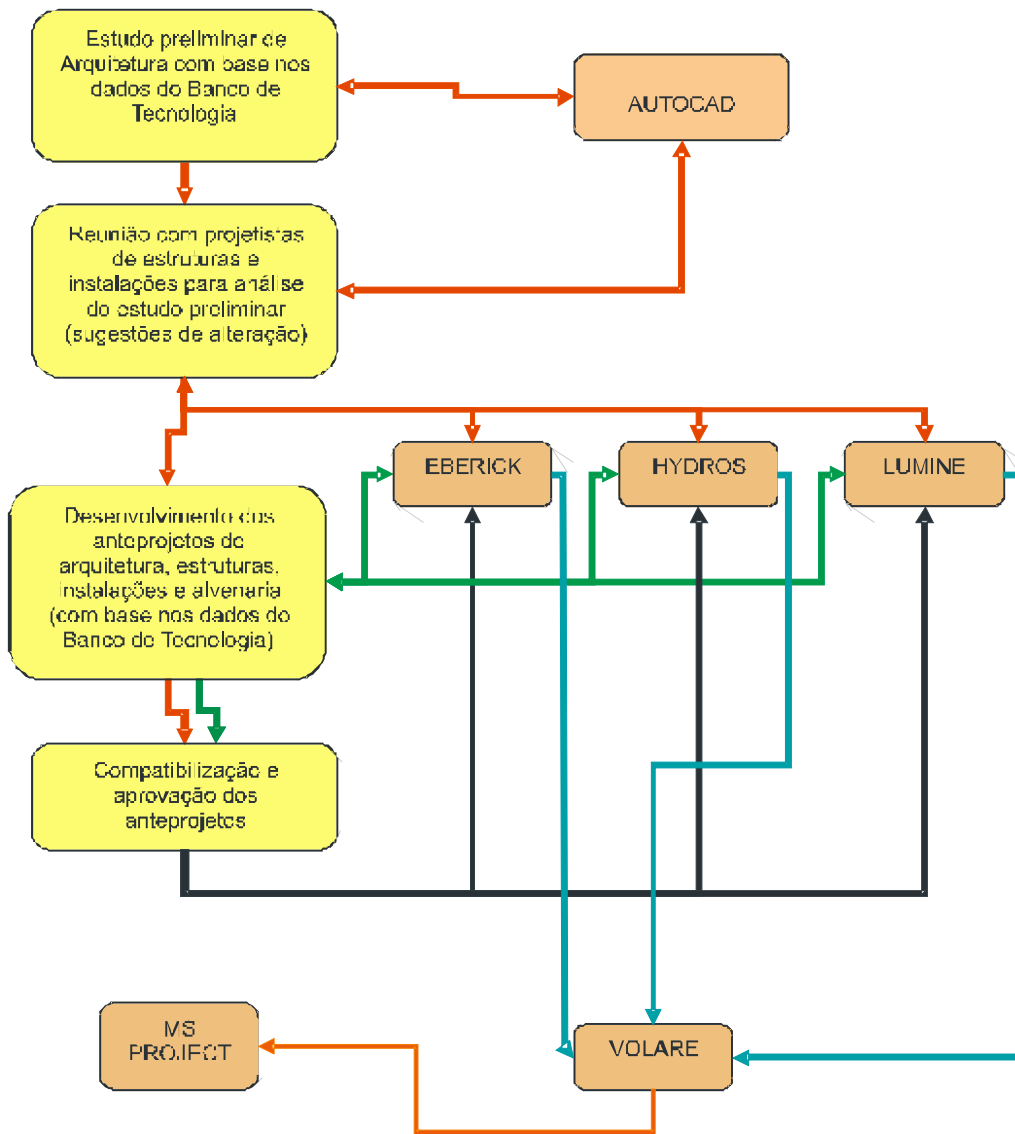 Estudo preliminar de
Arquitetura com base nos
dados do Banco de
Tecnologia
AUTOCAD
Reunião com projetistas
de estruturas e
instalações para análise
do estudo preliminar
(sugestões de alteração)
EBERICK
HYDROS
LUMINE
Desenvolvimento dos
anteprojetos de
arquitetura, estruturas,
instalações e alvenaria
(com base nos dados do
Banco de Tecnologia)
Compatibilização e
aprovação dos
anteprojetos
MS
PROJECT
VOLARE